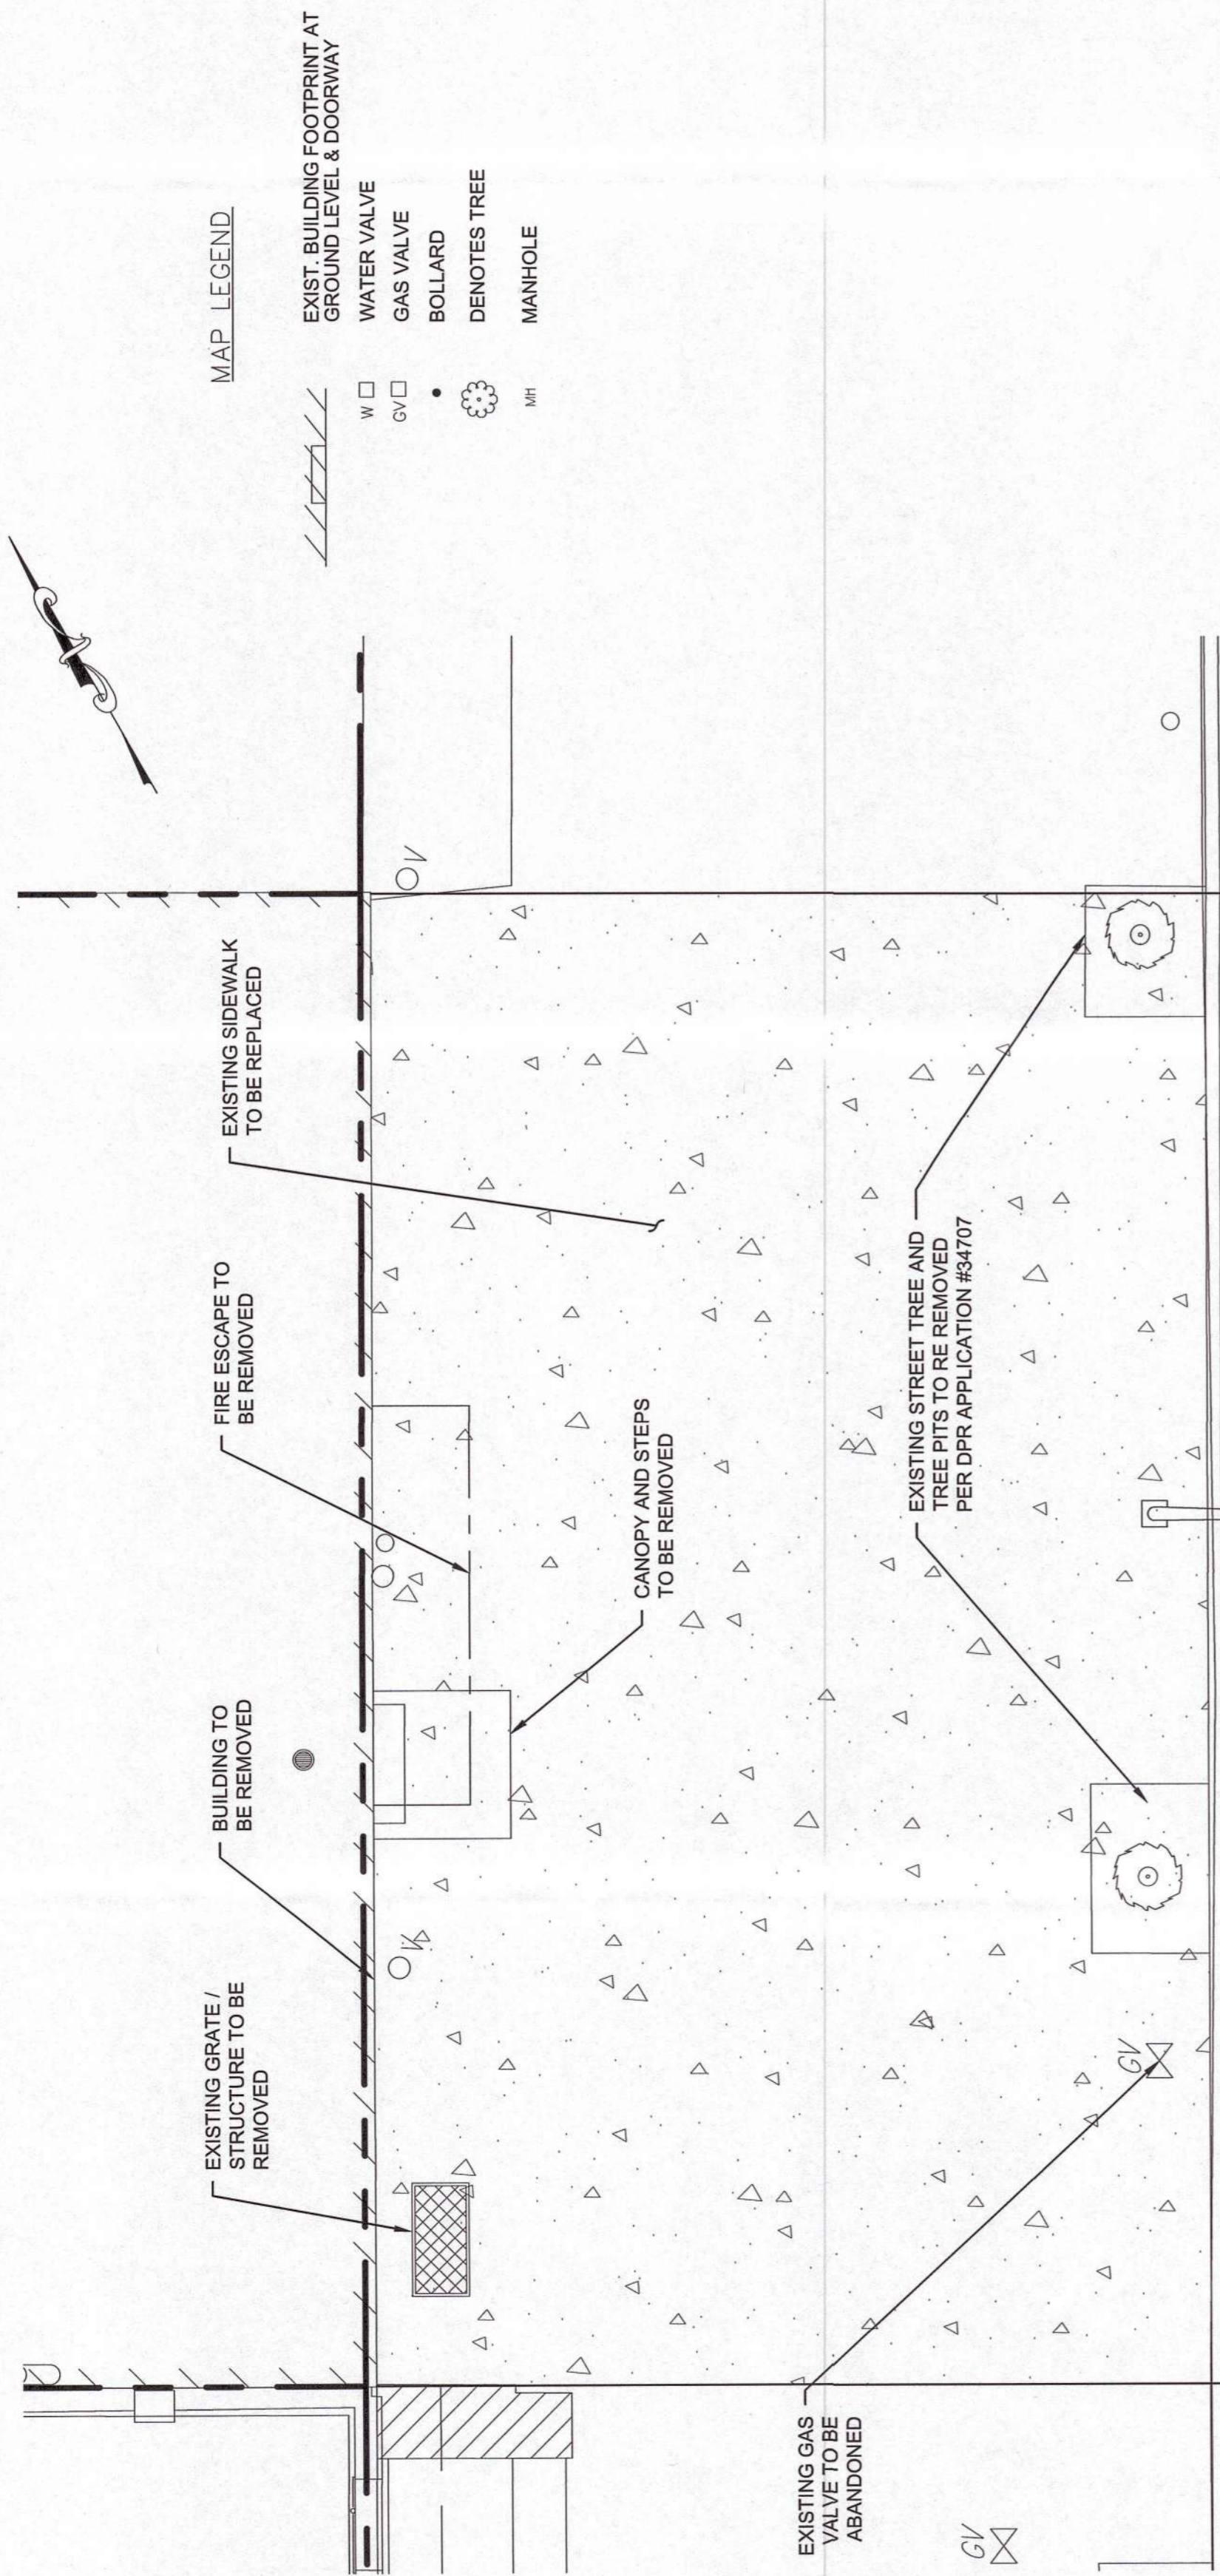 MAP LEGEND
EXIST. BUILDING FOOTPRINT AT
GROUND LEVEL & DOORWAY
W
WATER VALVE
GV
GAS VALVE
BOLLARD
DENOTES TREE
MH
MANHOLE
EXISTING GRATE /
STRUCTURE TO BE
REMOVED
BUILDING TO
BE REMOVED
FIRE ESCAPE TO
BE REMOVED
EXISTING SIDEWALK
TO BE REPLACED
V
V
CANOPY AND STEPS
TO BE REMOVED
EXISTING STREET TREE AND
TREE PITS TO RE REMOVED
PER DPR APPLICATION #34707
EXISTING GAS
VALVE TO BE
ABANDONED
GV
GV